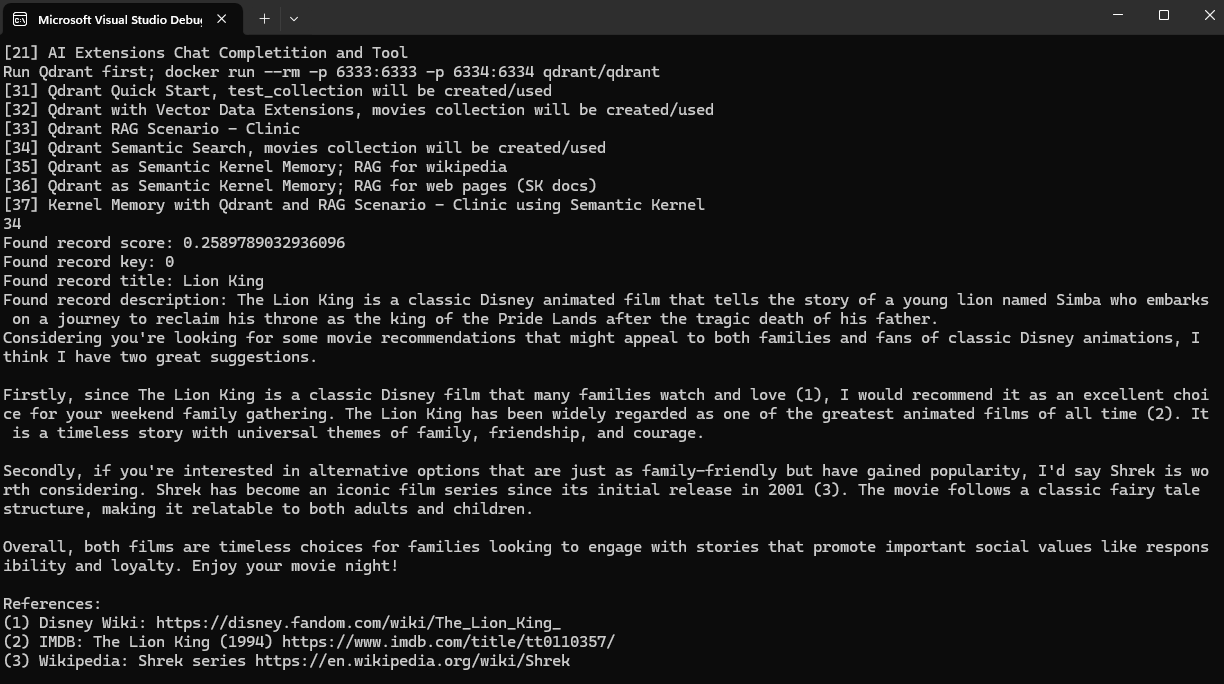 Microsoft Visual Studio Debu
[21] AI Extensions Chat Completition and Tool
Run Qdrant first; docker run --rm -p 6333:6333 -p 6334:6334 qdrant/qdrant
[31] Qdrant Quick Start, test_collection will be created/used
[32] Qdrant with Vector Data Extensions, movies collection will be created/used
[33] Qdrant RAG Scenario - Clinic
[34] Qdrant Semantic Search, movies collection will be created/used
[35] Qdrant as Semantic Kernel Memory; RAG for wikipedia
[36] Qdrant as Semantic Kernel Memory; RAG for web pages (SK docs)
[37] Kernel Memory with Qdrant and RAG Scenario - Clinic using Semantic Kernel
34
Found record score: 0.2589789032936096
Found record key: 0
Found record title: Lion King
Found record description: The Lion King is a classic Disney animated film that tells the story of a young lion named Simba who embarks
 on a journey to reclaim his throne as the king of the Pride Lands after the tragic death of his father.
Considering you're looking for some movie recommendations that might appeal to both families and fans of classic Disney animations, I
think I have two great suggestions.

Firstly, since The Lion King is a classic Disney film that many families watch and love (1), I would recommend it as an excellent choi
ce for your weekend family gathering. The Lion King has been widely regarded as one of the greatest animated films of all time (2). It
 is a timeless story with universal themes of family, friendship, and courage.

Secondly, if you're interested in alternative options that are just as family-friendly but have gained popularity, I'd say Shrek is wo
rth considering. Shrek has become an iconic film series since its initial release in 2001 (3). The movie follows a classic fairy tale
structure, making it relatable to both adults and children.

Overall, both films are timeless choices for families looking to engage with stories that promote important social values like respons
ibility and loyalty. Enjoy your movie night!

References:
(1) Disney Wiki: https://disney.fandom.com/wiki/The_Lion_King_
(2) IMDB: The Lion King (1994) https://www.imdb.com/title/tt0110357/
(3) Wikipedia: Shrek series https://en.wikipedia.org/wiki/Shrek